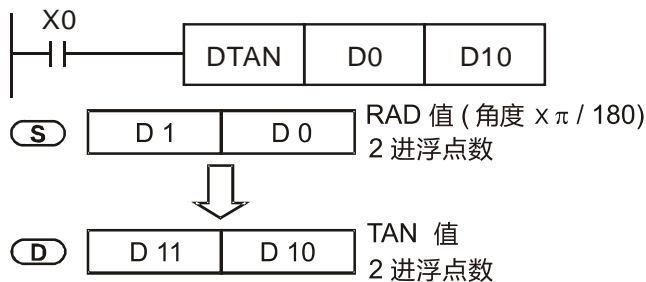 X0
DTAN D0 D10
S D 1 D 0 RAD 值 ( 角度 x π / 180)
2 进浮点数
D D 11 D 10 TAN 值
2 进浮点数